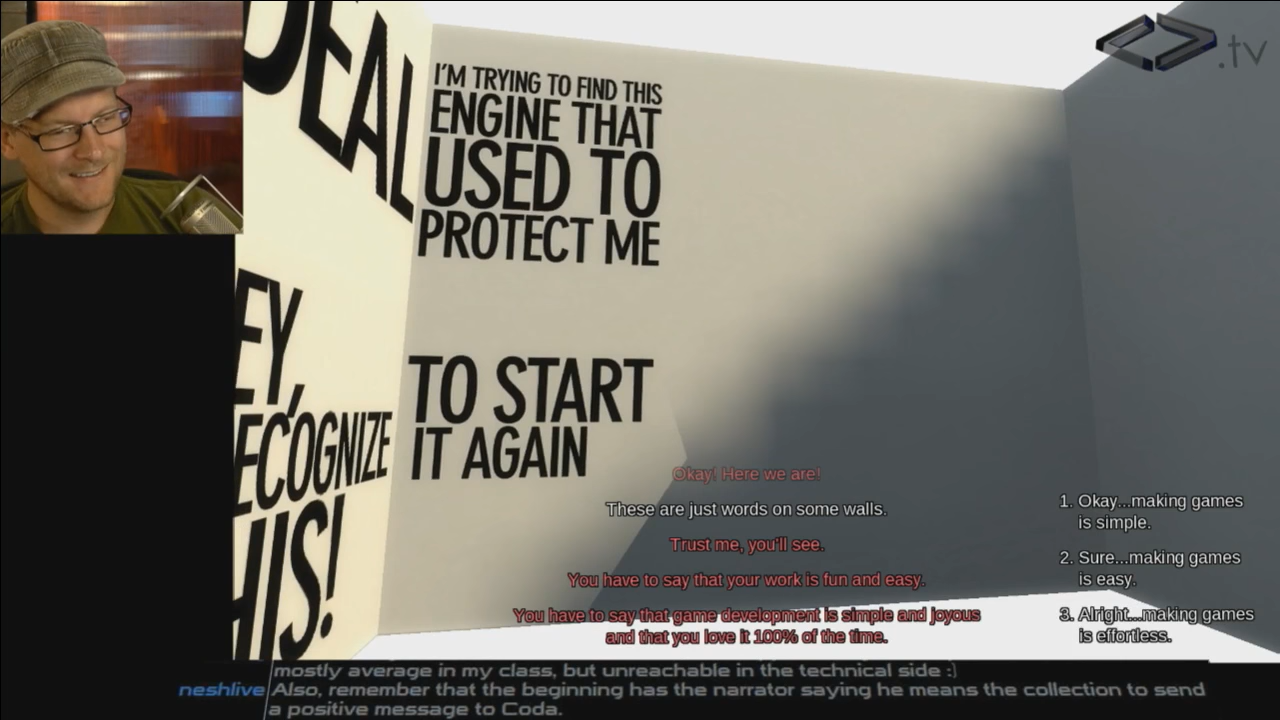 DEAL
I'M TRYING TO FIND THIS
ENGINE THAT
USED TO
PROTECT ME
EY,
ECOGNIZE
HIS!
TO START
IT AGAIN
.tv
Okay! Here we are!
These are just words on some walls.
Trust me, you'll see.
You have to say that your work is fun and easy.
You have to say that game development is simple and joyous
and that you love it 100% of the time.
1. Okay...making games
is simple.
2. Sure...making games
is easy.
3. Alright...making games
is effortless.
mostly average in my class, but unreachable in the technical side :)
neshlive Also, remember that the beginning has the narrator saying he means the collection to send
a positive message to Coda.